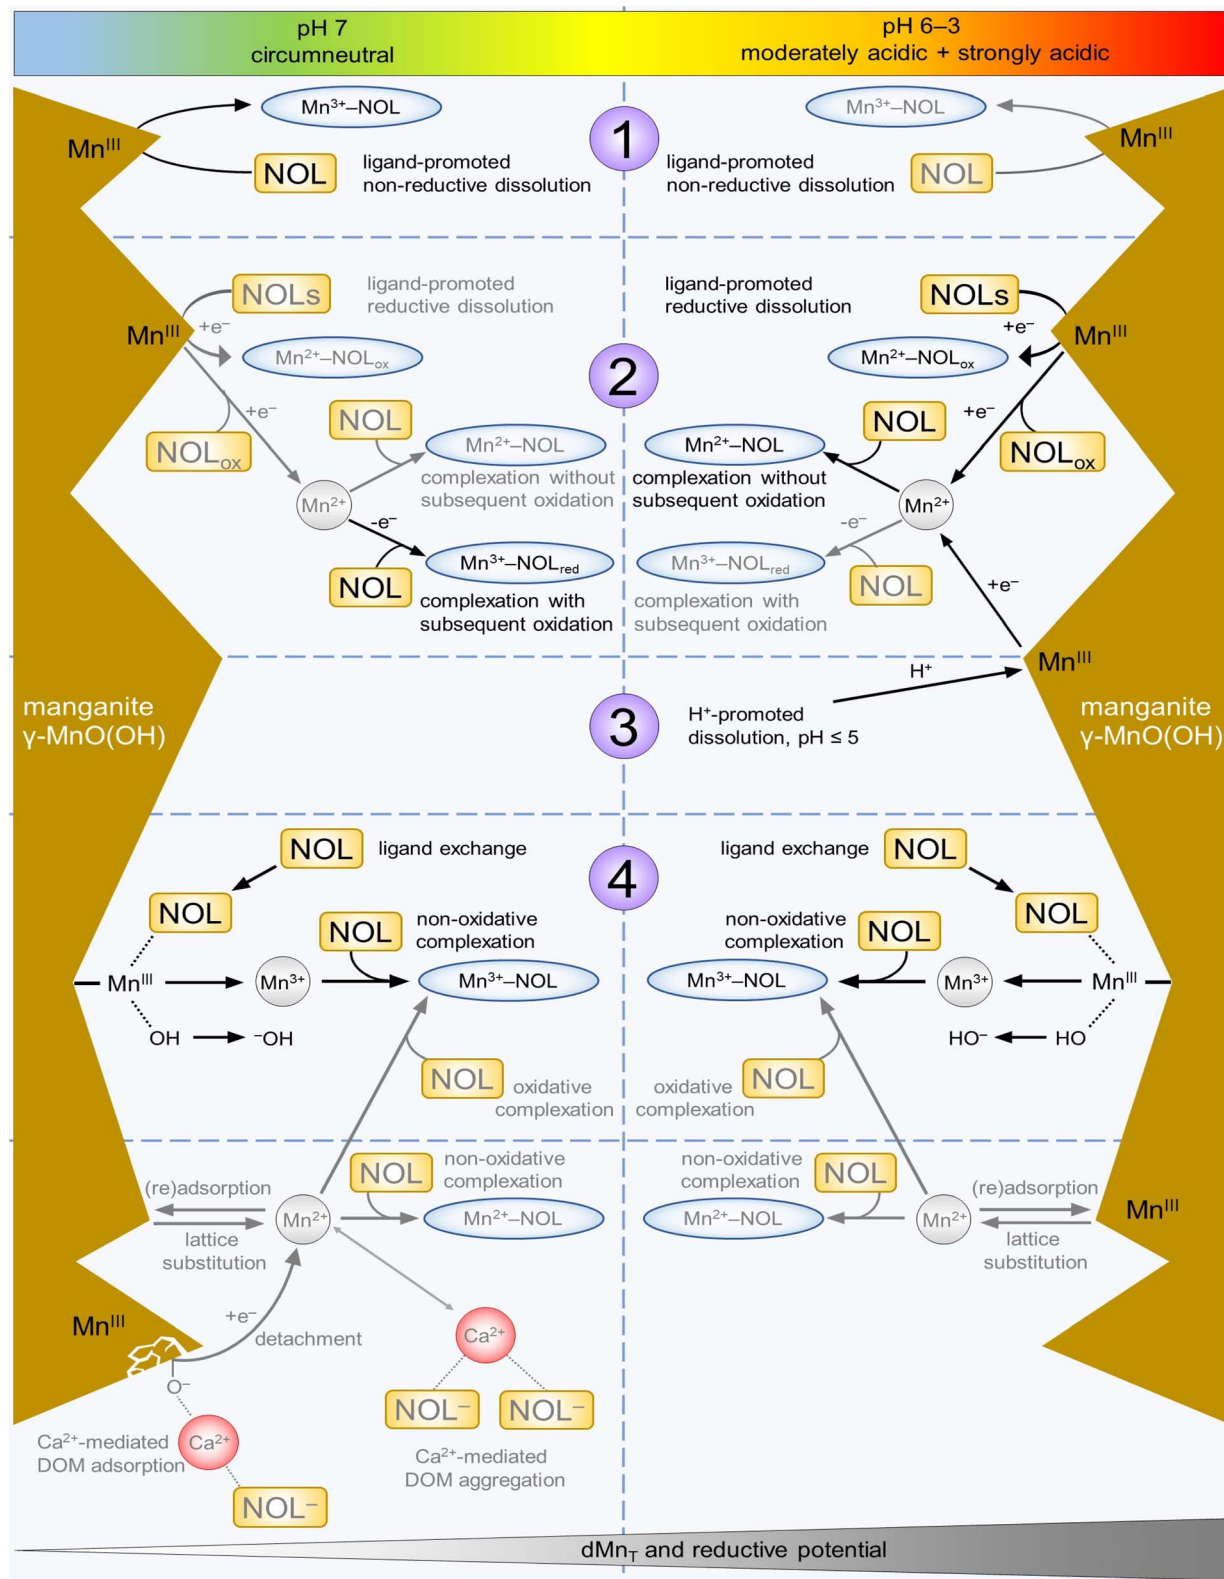 pH 7
circumneutral
pH 6–3
moderately acidic + strongly acidic
Mn³⁺–NOL
Mnᴵᴵᴵ
NOL
ligand-promoted
non-reductive dissolution
1
ligand-promoted
non-reductive dissolution
Mn³⁺–NOL
Mnᴵᴵᴵ
NOL
NOLs
ligand-promoted
reductive dissolution
Mnᴵᴵᴵ
+e⁻
Mn²⁺–NOLox
+e⁻
NOLox
NOL
Mn²⁺–NOL
complexation without
subsequent oxidation
Mn²⁺
-e⁻
NOL
Mn³⁺–NOLred
complexation with
subsequent oxidation
2
ligand-promoted
reductive dissolution
NOLs
+e⁻
Mnᴵᴵᴵ
Mn²⁺–NOLox
+e⁻
NOL
NOLox
Mn²⁺–NOL
complexation without
subsequent oxidation
Mn²⁺
-e⁻
Mn³⁺–NOLred
NOL
complexation with
subsequent oxidation
+e⁻
Mnᴵᴵᴵ
H⁺
manganite
γ-MnO(OH)
3
H⁺-promoted
dissolution, pH ≤ 5
manganite
γ-MnO(OH)
NOL
ligand exchange
NOL
NOL
non-oxidative
complexation
Mnᴵᴵᴵ
Mn³⁺
Mn³⁺–NOL
OH
⁻OH
NOL
oxidative
complexation
4
ligand exchange
NOL
NOL
non-oxidative
complexation
NOL
Mn³⁺–NOL
Mn³⁺
Mnᴵᴵᴵ
HO⁻
HO
oxidative
complexation
NOL
(re)adsorption
lattice
substitution
Mn²⁺
NOL
non-oxidative
complexation
Mn²⁺–NOL
Mnᴵᴵᴵ
+e⁻
detachment
O⁻
Ca²⁺
Ca²⁺-mediated
DOM adsorption
NOL⁻
Ca²⁺
NOL⁻
NOL⁻
Ca²⁺-mediated
DOM aggregation
non-oxidative
complexation
NOL
Mn²⁺–NOL
Mn²⁺
(re)adsorption
lattice
substitution
Mnᴵᴵᴵ
dMnT and reductive potential